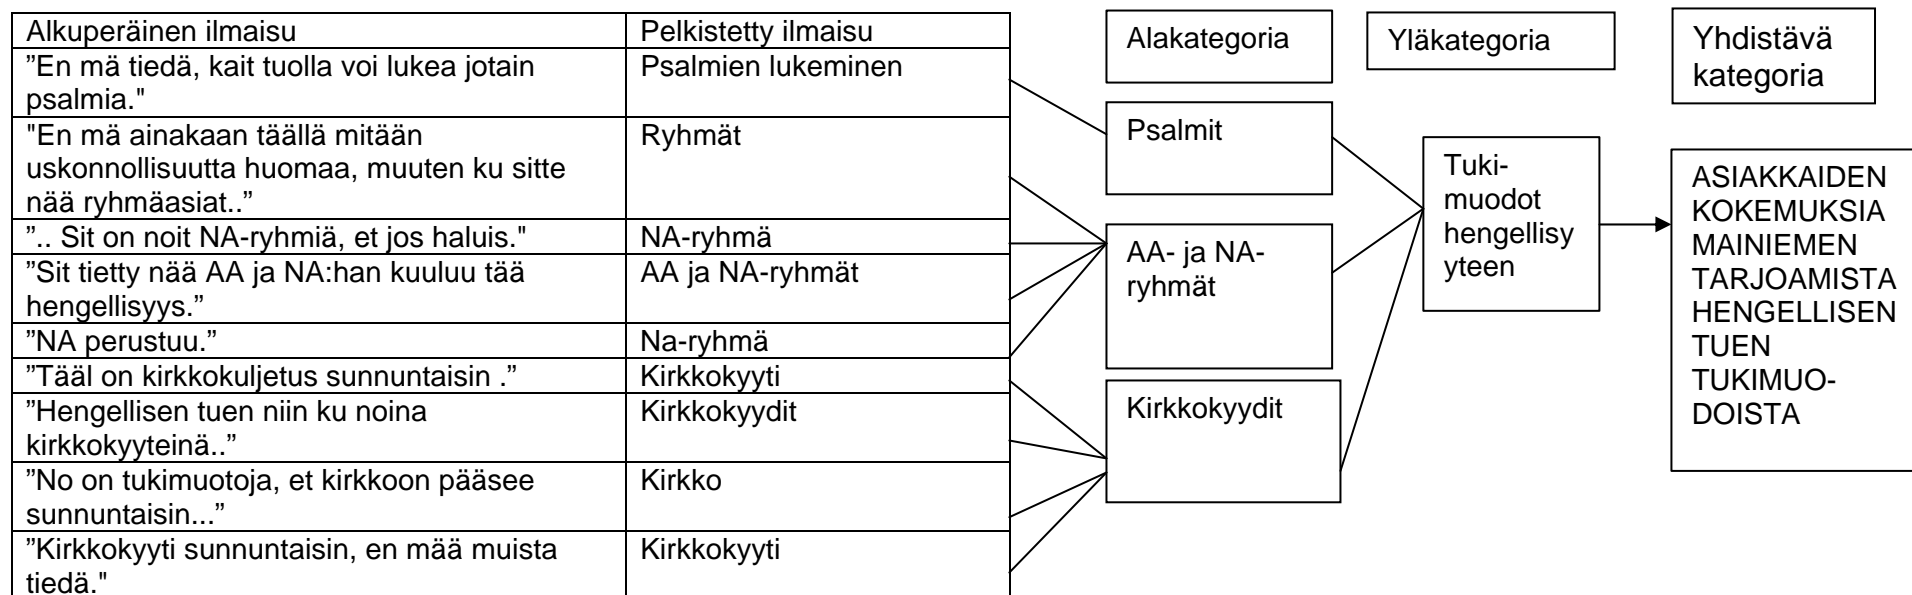 Alkuperäinen ilmaisu
Pelkistetty ilmaisu
”En mä tiedä, kait tuolla voi lukea jotain
psalmia."
Psalmien lukeminen
"En mä ainakaan täällä mitään
uskonnollisuutta huomaa, muuten ku sitte
nää ryhmäasiat..”
Ryhmät
”.. Sit on noit NA-ryhmiä, et jos haluis."
NA-ryhmä
“Sit tietty nää AA ja NA:han kuuluu tää
hengellisyys.”
AA ja NA-ryhmät
”NA perustuu.”
Na-ryhmä
”Tääl on kirkkokuljetus sunnuntaisin .”
Kirkkokyyti
”Hengellisen tuen niin ku noina
kirkkokyyteinä..”
Kirkkokyydit
”No on tukimuotoja, et kirkkoon pääsee
sunnuntaisin...”
Kirkko
”Kirkkokyyti sunnuntaisin, en mää muista
tiedä."
Kirkkokyyti
Alakategoria
Psalmit
AA- ja NA-
ryhmät
Kirkkokyydit
Yläkategoria
Tuki-
muodot
hengellisy
yteen
Yhdistävä
kategoria
ASIAKKAIDEN
KOKEMUKSIA
MAINIEMEN
TARJOAMISTA
HENGELLISEN
TUEN
TUKIMUO-
DOISTA